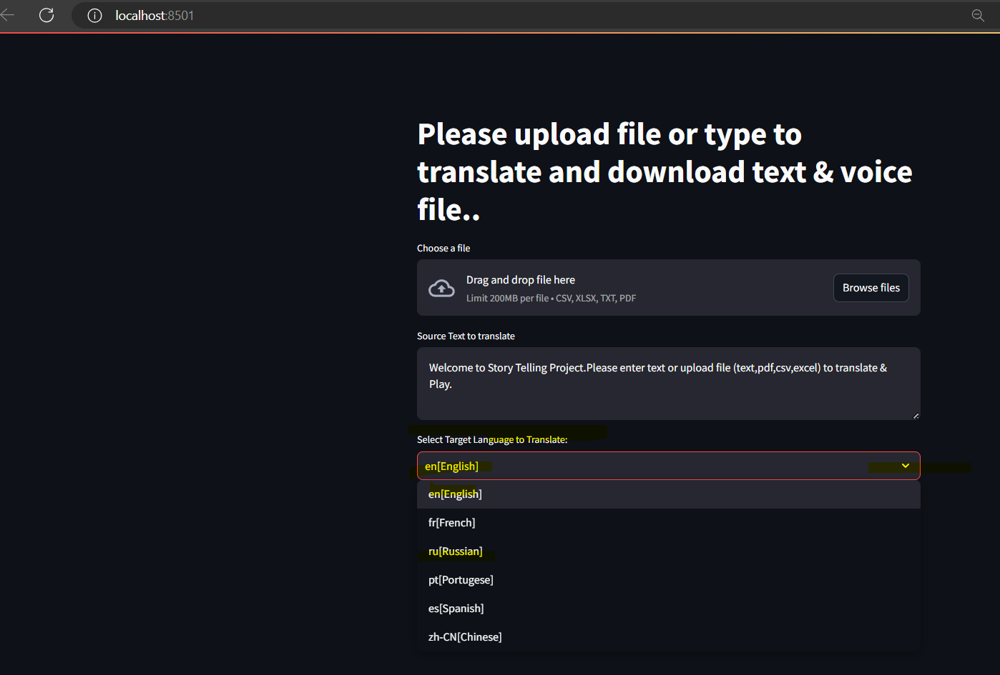 localhost:8501
Please upload file or type to
translate and download text & voice
file..
Choose a file
Drag and drop file here
Limit 200MB per file • CSV, XLSX, TXT, PDF
Browse files
Source Text to translate
Welcome to Story Telling Project.Please enter text or upload file (text,pdf,csv,excel) to translate &
Play.
Select Target Language to Translate:
en[English]
en[English]
fr[French]
ru[Russian]
pt[Portugese]
es[Spanish]
zh-CN[Chinese]